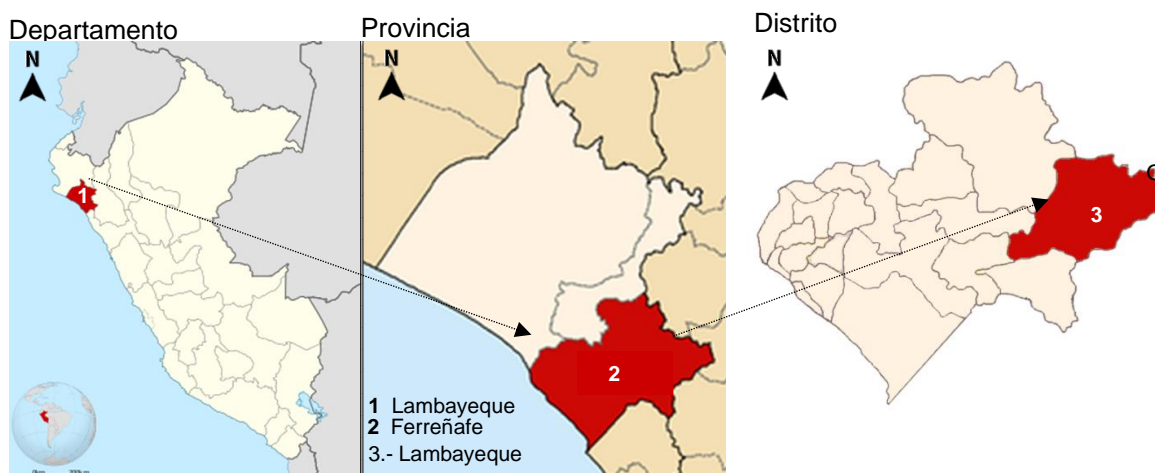 Departamento
Provincia
Distrito
N
N
N
1
2
3
1 Lambayeque
2 Ferreñafe
3.- Lambayeque